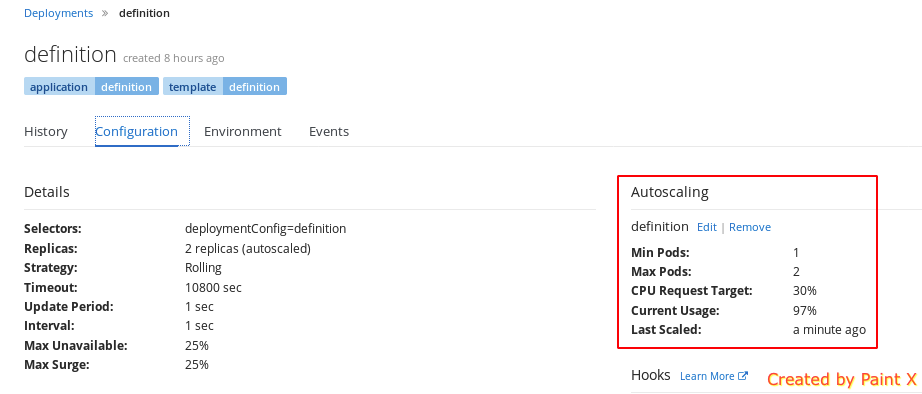 Deployments » definition
definition created 8 hours ago
application definition template definition
History Configuration Environment Events
Details
Selectors: deploymentConfig=definition
Replicas: 2 replicas (autoscaled)
Strategy: Rolling
Timeout: 10800 sec
Update Period: 1 sec
Interval: 1 sec
Max Unavailable: 25%
Max Surge: 25%
Autoscaling
definition Edit | Remove
Min Pods: 1
Max Pods: 2
CPU Request Target: 30%
Current Usage: 97%
Last Scaled: a minute ago
Hooks Learn More
Created by Paint X